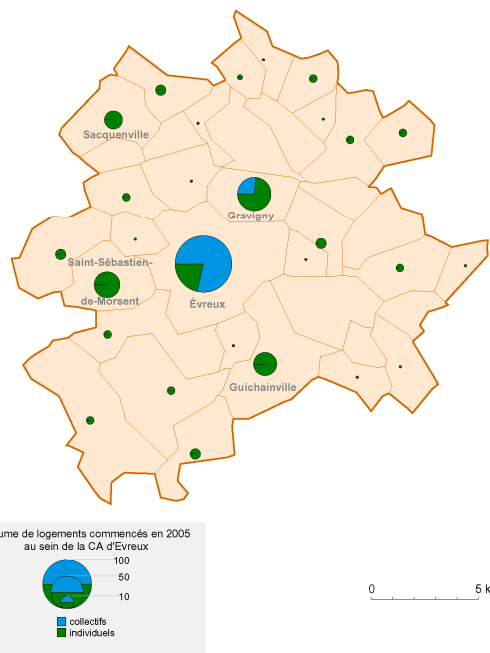 Sacquenville
Gravigny
Saint-Sébastien-
de-Morsent
Évreux
Guichainville
ume de logements commencés en 2005
au sein de la CA d'Evreux
100
50
10
collectifs
individuels
0
5 k